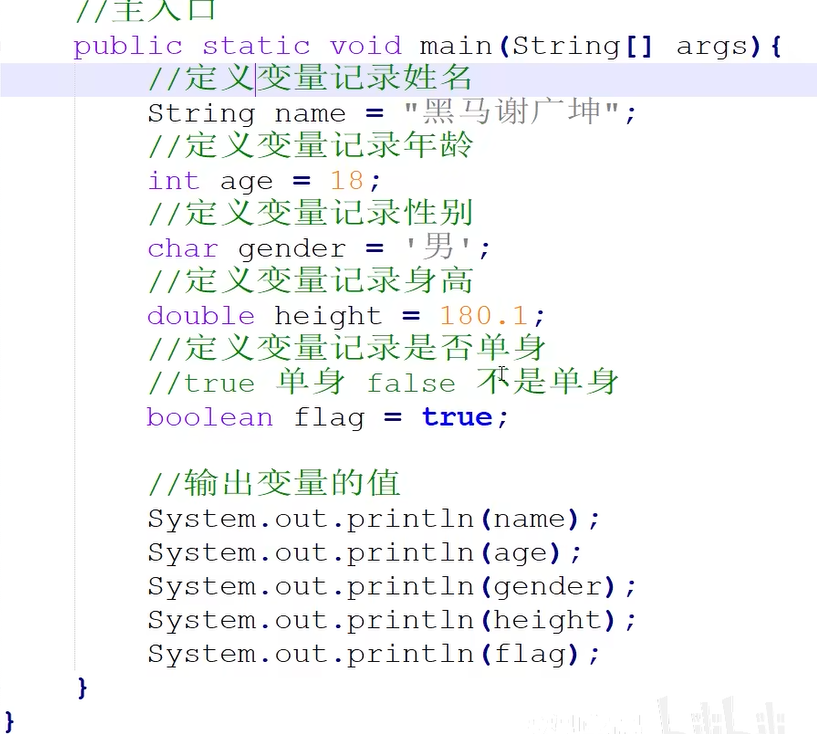 //主入口
public static void main(String[] args){
//定义变量记录姓名
String name = "黑马谢广坤";
//定义变量记录年龄
int age = 18;
//定义变量记录性别
char gender = '男';
//定义变量记录身高
double height = 180.1;
//定义变量记录是否单身
//true 单身 false 不是单身
boolean flag = true;
//输出变量的值
System.out.println(name);
System.out.println(age);
System.out.println(gender);
System.out.println(height);
System.out.println(flag);
}
}